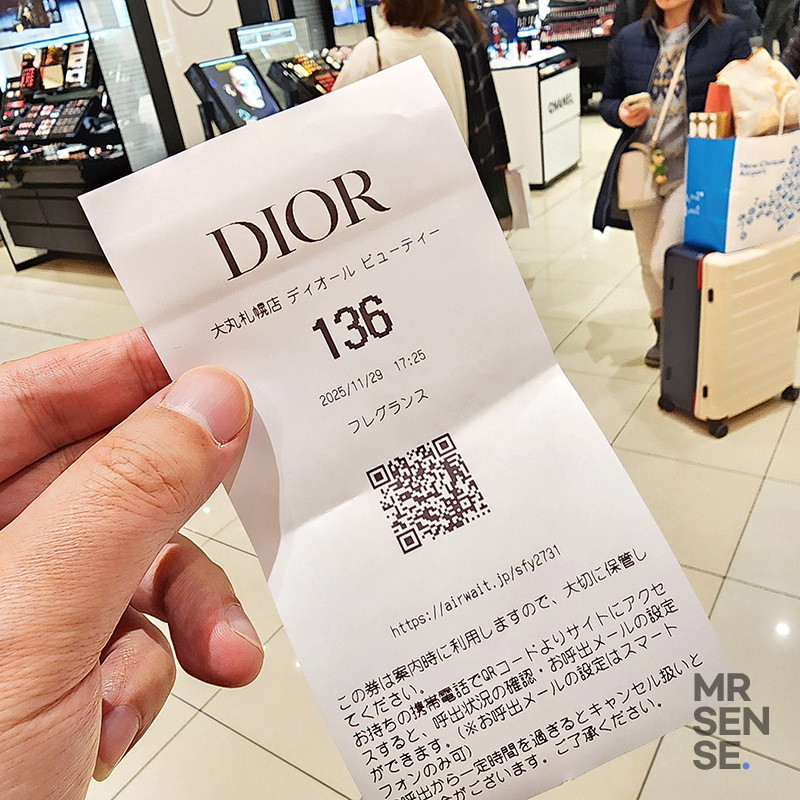 DIOR
大丸札幌店 ディオール ビューティー
136
2025/11/29 17:25
フレグランス
https://airwait.jp/sfy2731
この券は案内時に利用しますので、大切に保管し
てください。
お持ちの携帯電話でQRコードよりサイトにアクセ
スすると、呼出状況の確認・お呼出メールの設定
ができます。(※お呼出メールの設定はスマート
フォンのみ可)
お呼出から一定時間を過ぎるとキャンセル扱いと
合がございます。ご了承ください。
CHANEL
MR
SEN
SE.